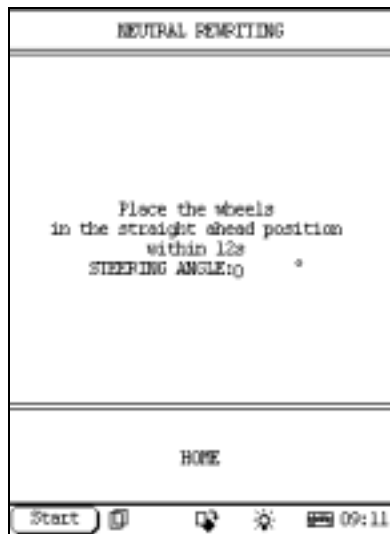 NEUTRAL REWRITING
Place the wheels
in the straight ahead position
within 12s
STEERING ANGLE:0 °
HOME
Start 09:11